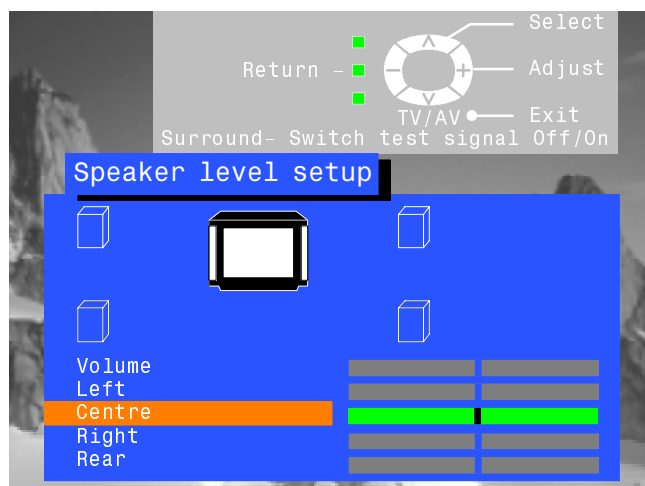 Select
Return – Adjust
TV/AV Exit
Surround– Switch test signal Off/On
Speaker level setup
Volume
Left
Centre
Right
Rear